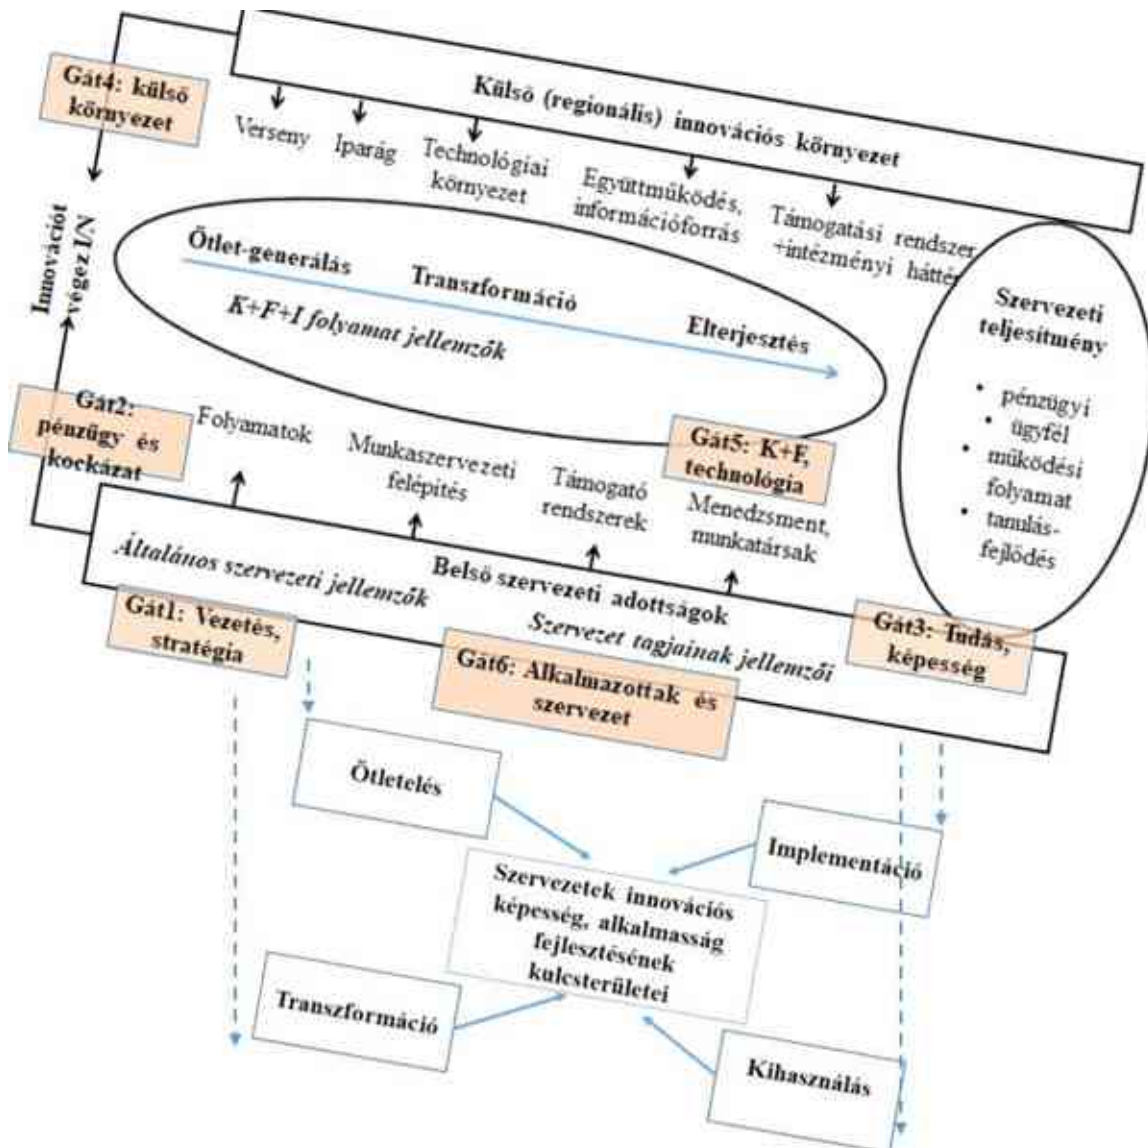 Gát4: külső
környezet
Külső (regionális) innovációs környezet
Verseny
Iparág
Technológiai
környezet
Együttműködés,
információforrás
Támogatási rendszer
+intézményi háttér
Innovációt
végez I/N
Ötlet-generálás
Transzformáció
Elterjesztés
K+F+I folyamat jellemzők
Szervezeti
teljesítmény
• pénzügyi
• ügyfél
• működési
folyamat
• tanulás-
fejlődés
Gát2:
pénzügy és
kockázat
Folyamatok
Munkaszervezeti
felépítés
Támogató
rendszerek
Gát5: K+F,
technológia
Menedzsment,
munkatársak
Általános szervezeti jellemzők
Belső szervezeti adottságok
Szervezet tagjainak jellemzői
Gát1: Vezetés,
stratégia
Gát6: Alkalmazottak és
szervezet
Gát3: Tudás,
képesség
Ötletelés
Implementáció
Szervezetek innovációs
képesség, alkalmasság
fejlesztésének
kulcsterületei
Transzformáció
Kihasználás